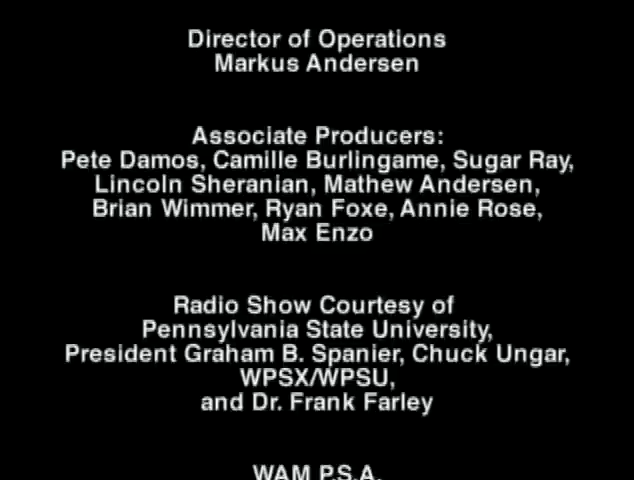 Director of Operations
Markus Andersen
Associate Producers:
Pete Damos, Camille Burlingame, Sugar Ray,
Lincoln Sheranian, Mathew Andersen,
Brian Wimmer, Ryan Foxe, Annie Rose,
Max Enzo
Radio Show Courtesy of
Pennsylvania State University,
President Graham B. Spanier, Chuck Ungar,
WPSX/WPSU,
and Dr. Frank Farley
WAM P.S.A.